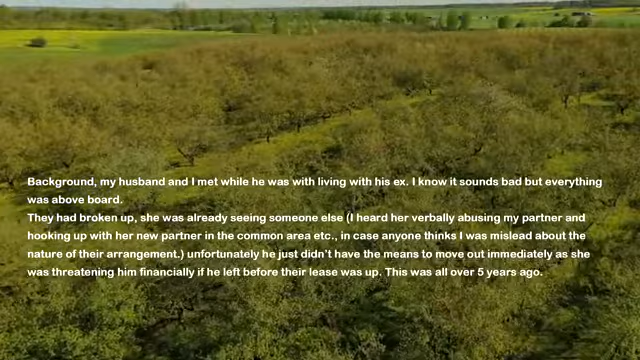 Background, my husband and I met while he was with living with his ex. I know it sounds bad but everything
was above board.
They had broken up, she was already seeing someone else (I heard her verbally abusing my partner and
hooking up with her new partner in the common area etc., in case anyone thinks I was mislead about the
nature of their arrangement.) unfortunately he just didn't have the means to move out immediately as she
was threatening him financially if he left before their lease was up. This was all over 5 years ago.